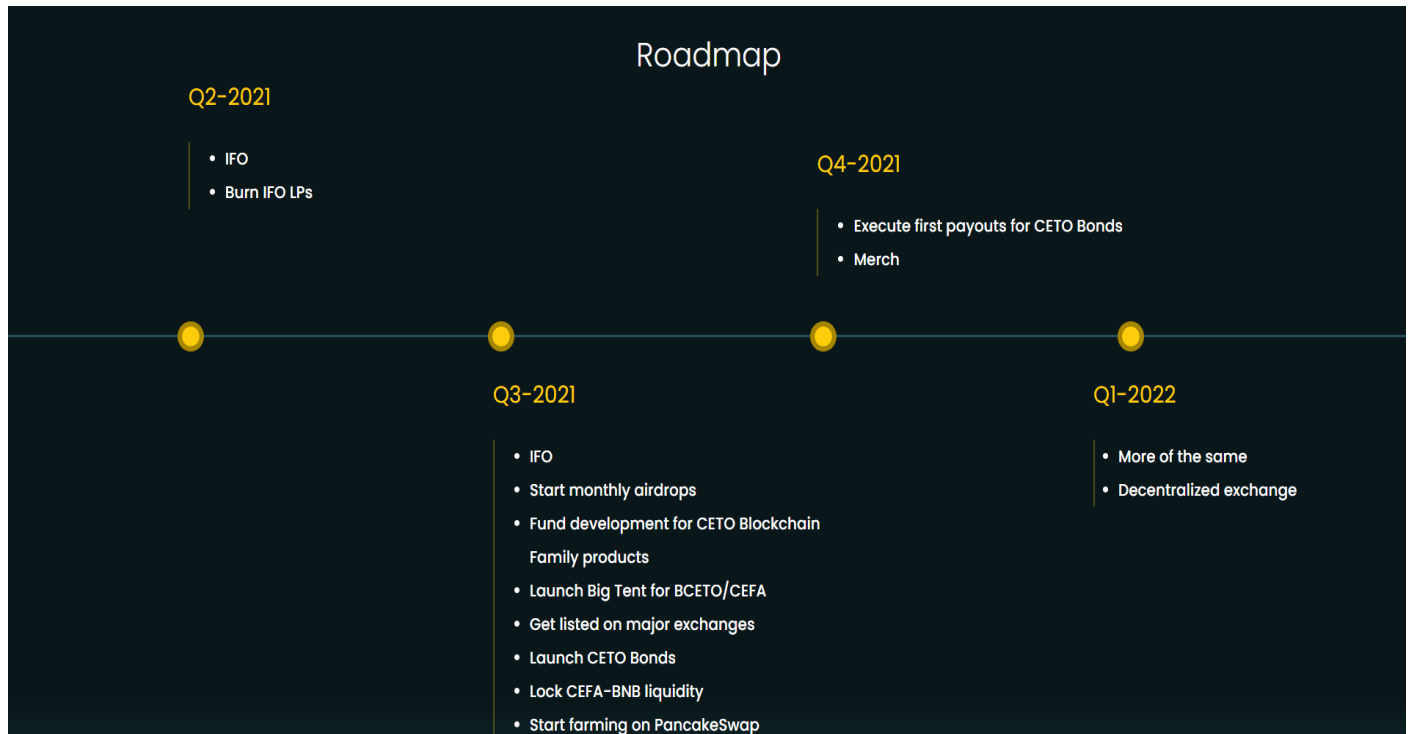 Roadmap
Q2-2021
• IFO
• Burn IFO LPs
Q3-2021
• IFO
• Start monthly airdrops
• Fund development for CETO Blockchain
Family products
• Launch Big Tent for BCETO/CEFA
• Get listed on major exchanges
• Launch CETO Bonds
• Lock CEFA-BNB liquidity
• Start farming on PancakeSwap
Q4-2021
• Execute first payouts for CETO Bonds
• Merch
Q1-2022
• More of the same
• Decentralized exchange